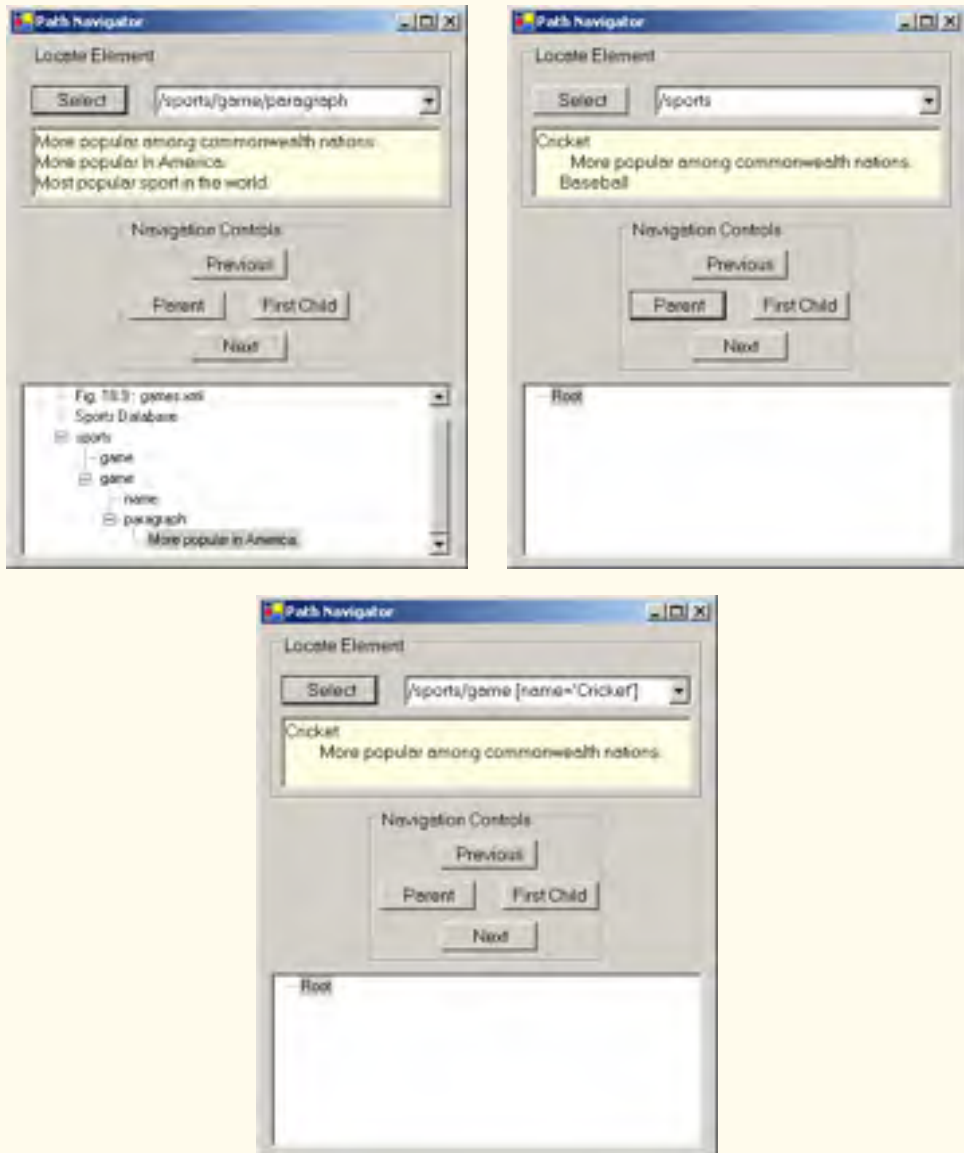 Path Navigator
Locate Element
Select
/sports/game/paragraph
More popular among commonwealth nations.
More popular in America.
Most popular sport in the world.
Navigation Controls
Previous
Parent
First Child
Next
Fig. 18.9 : games.xml
Sports Database
sports
game
game
name
paragraph
More popular in America.
Path Navigator
Locate Element
Select
/sports
Cricket
More popular among commonwealth nations.
Baseball
Navigation Controls
Previous
Parent
First Child
Next
Root
Path Navigator
Locate Element
Select
/sports/game [name='Cricket']
Cricket
More popular among commonwealth nations.
Navigation Controls
Previous
Parent
First Child
Next
Root